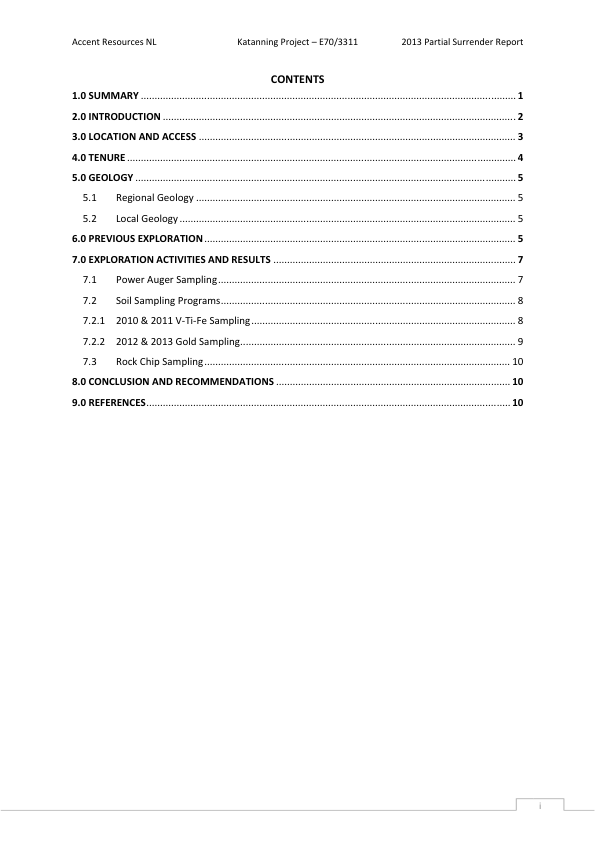 Accent Resources NL Katanning Project – E70/3311 2013 Partial Surrender Report
CONTENTS
1.0 SUMMARY 1
2.0 INTRODUCTION 2
3.0 LOCATION AND ACCESS 3
4.0 TENURE 4
5.0 GEOLOGY 5
5.1 Regional Geology 5
5.2 Local Geology 5
6.0 PREVIOUS EXPLORATION 5
7.0 EXPLORATION ACTIVITIES AND RESULTS 7
7.1 Power Auger Sampling 7
7.2 Soil Sampling Programs 8
7.2.1 2010 & 2011 V-Ti-Fe Sampling 8
7.2.2 2012 & 2013 Gold Sampling 9
7.3 Rock Chip Sampling 10
8.0 CONCLUSION AND RECOMMENDATIONS 10
9.0 REFERENCES 10
i